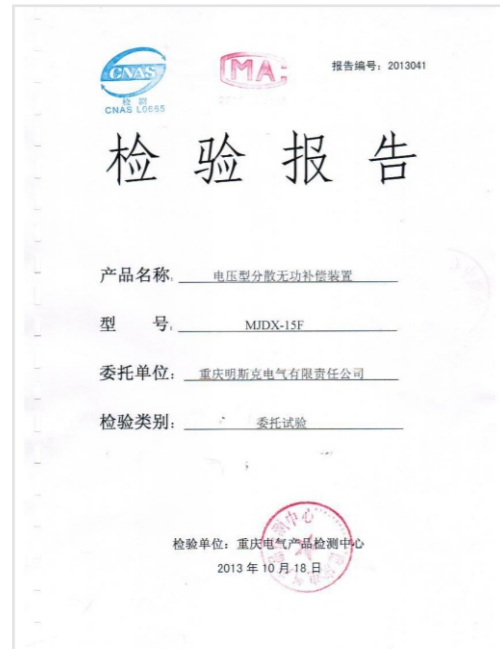 CNAS
检 测
CNAS L0655
MA
报告编号：2013041
检 验 报 告
产品名称： 电压型分散无功补偿装置
型 号： MJDX-15F
委托单位： 重庆明斯克电气有限责任公司
检验类别： 委托试验
检验单位：重庆电气产品检测中心
2013 年 10 月 18 日